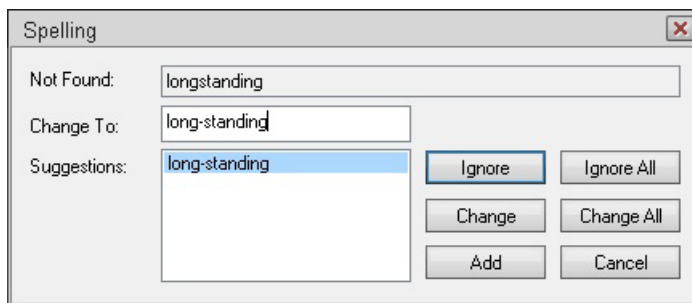 Spelling
Not Found: longstanding
Change To: long-standing
Suggestions: long-standing
Ignore Ignore All
Change Change All
Add Cancel